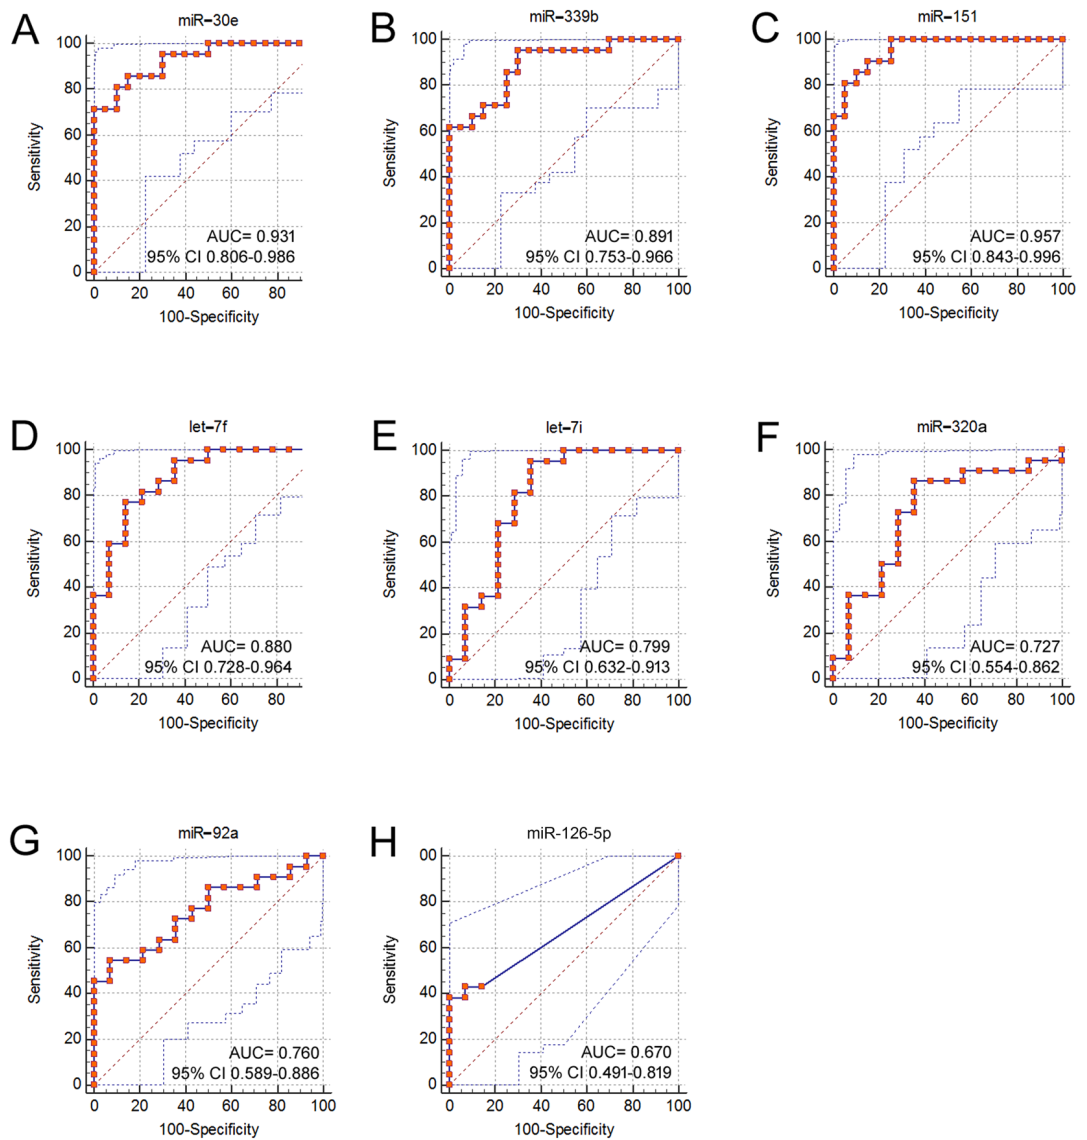 A
miR-30e
100
80
60
40
20
0
Sensitivity
AUC= 0.931
95% CI 0.806-0.986
0 20 40 60 80
100-Specificity
B
miR-339b
100
80
60
40
20
0
Sensitivity
AUC= 0.891
95% CI 0.753-0.966
0 20 40 60 80 100
100-Specificity
C
miR-151
100
80
60
40
20
0
Sensitivity
AUC= 0.957
95% CI 0.843-0.996
0 20 40 60 80 100
100-Specificity
D
let-7f
100
80
60
40
20
0
Sensitivity
AUC= 0.880
95% CI 0.728-0.964
0 20 40 60 80
100-Specificity
E
let-7i
100
80
60
40
20
0
Sensitivity
AUC= 0.799
95% CI 0.632-0.913
0 20 40 60 80 100
100-Specificity
F
miR-320a
100
80
60
40
20
0
Sensitivity
AUC= 0.727
95% CI 0.554-0.862
0 20 40 60 80 100
100-Specificity
G
miR-92a
100
80
60
40
20
0
Sensitivity
AUC= 0.760
95% CI 0.589-0.886
0 20 40 60 80 100
100-Specificity
H
miR-126-5p
00
80
60
40
20
0
Sensitivity
AUC= 0.670
95% CI 0.491-0.819
0 20 40 60 80 100
100-Specificity